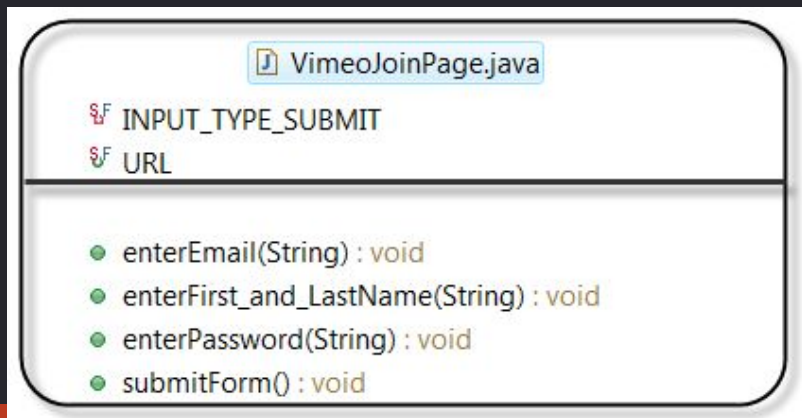 VimeoJoinPage.java
INPUT_TYPE_SUBMIT
URL
enterEmail(String) : void
enterFirst_and_LastName(String) : void
enterPassword(String) : void
submitForm() : void